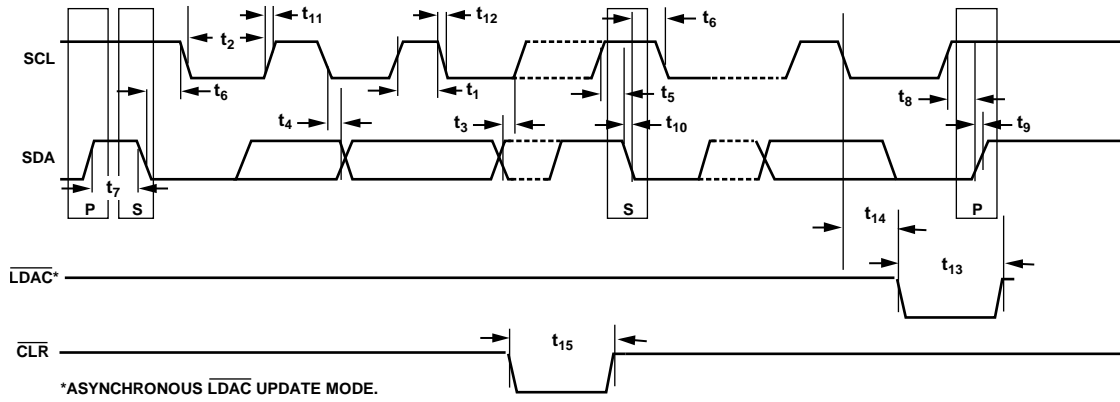 t11
t12
t6
t2
SCL
t6
t1
t5
t8
t4
t3
t10
t9
SDA
t7
P
S
S
P
t14
t13
LDAC*
t15
CLR
*ASYNCHRONOUS LDAC UPDATE MODE.